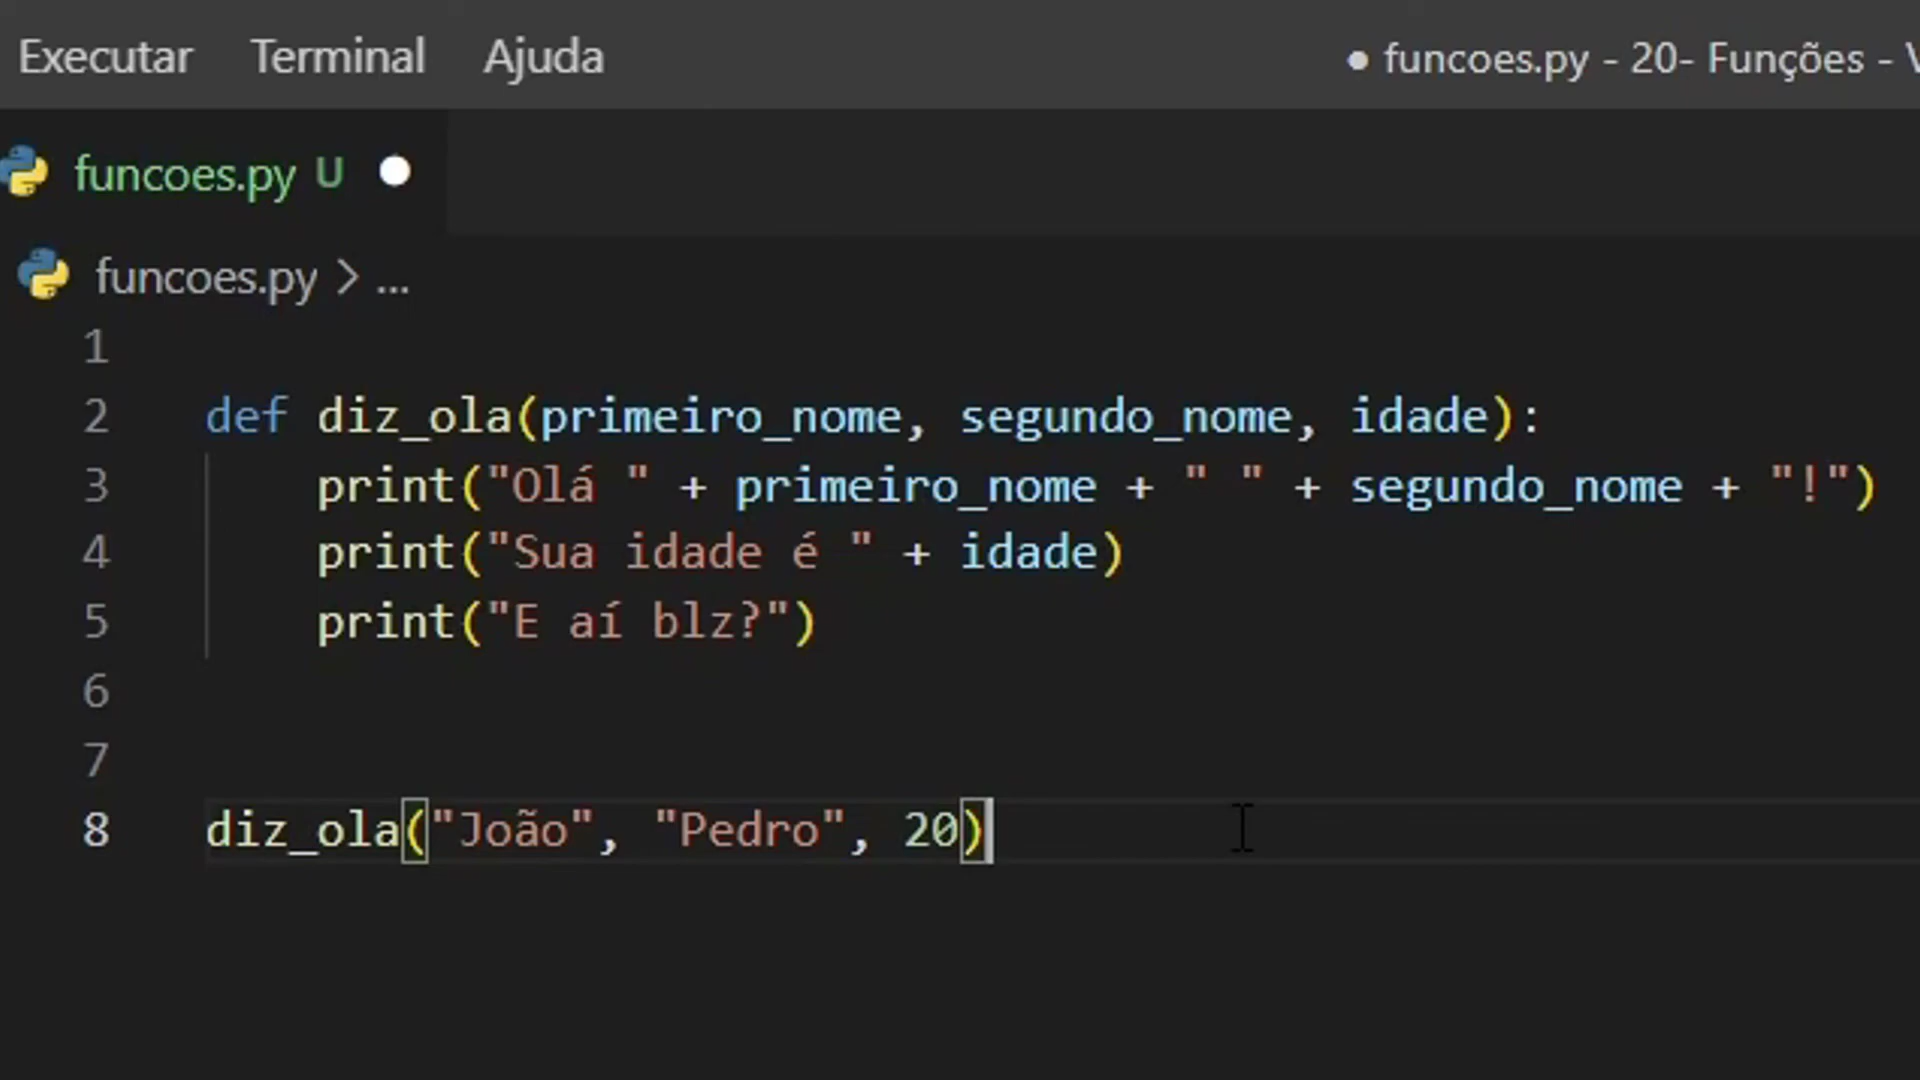 Executar Terminal Ajuda ● funcoes.py - 20- Funções - V
funcoes.py U ●
funcoes.py > ...
1
2 def diz_ola(primeiro_nome, segundo_nome, idade):
3     print("Olá " + primeiro_nome + " " + segundo_nome + "!")
4     print("Sua idade é " + idade)
5     print("E aí blz?")
6
7
8 diz_ola("João", "Pedro", 20)